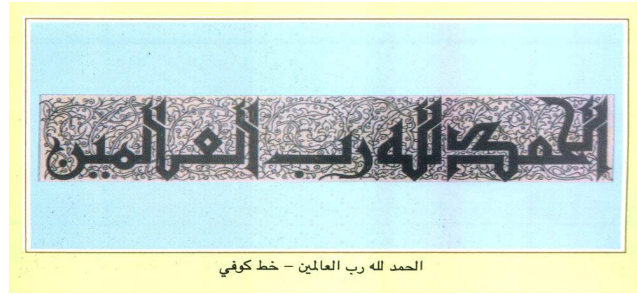 الحمد لله رب العالمين
الحمد لله رب العالمين – خط كوفي